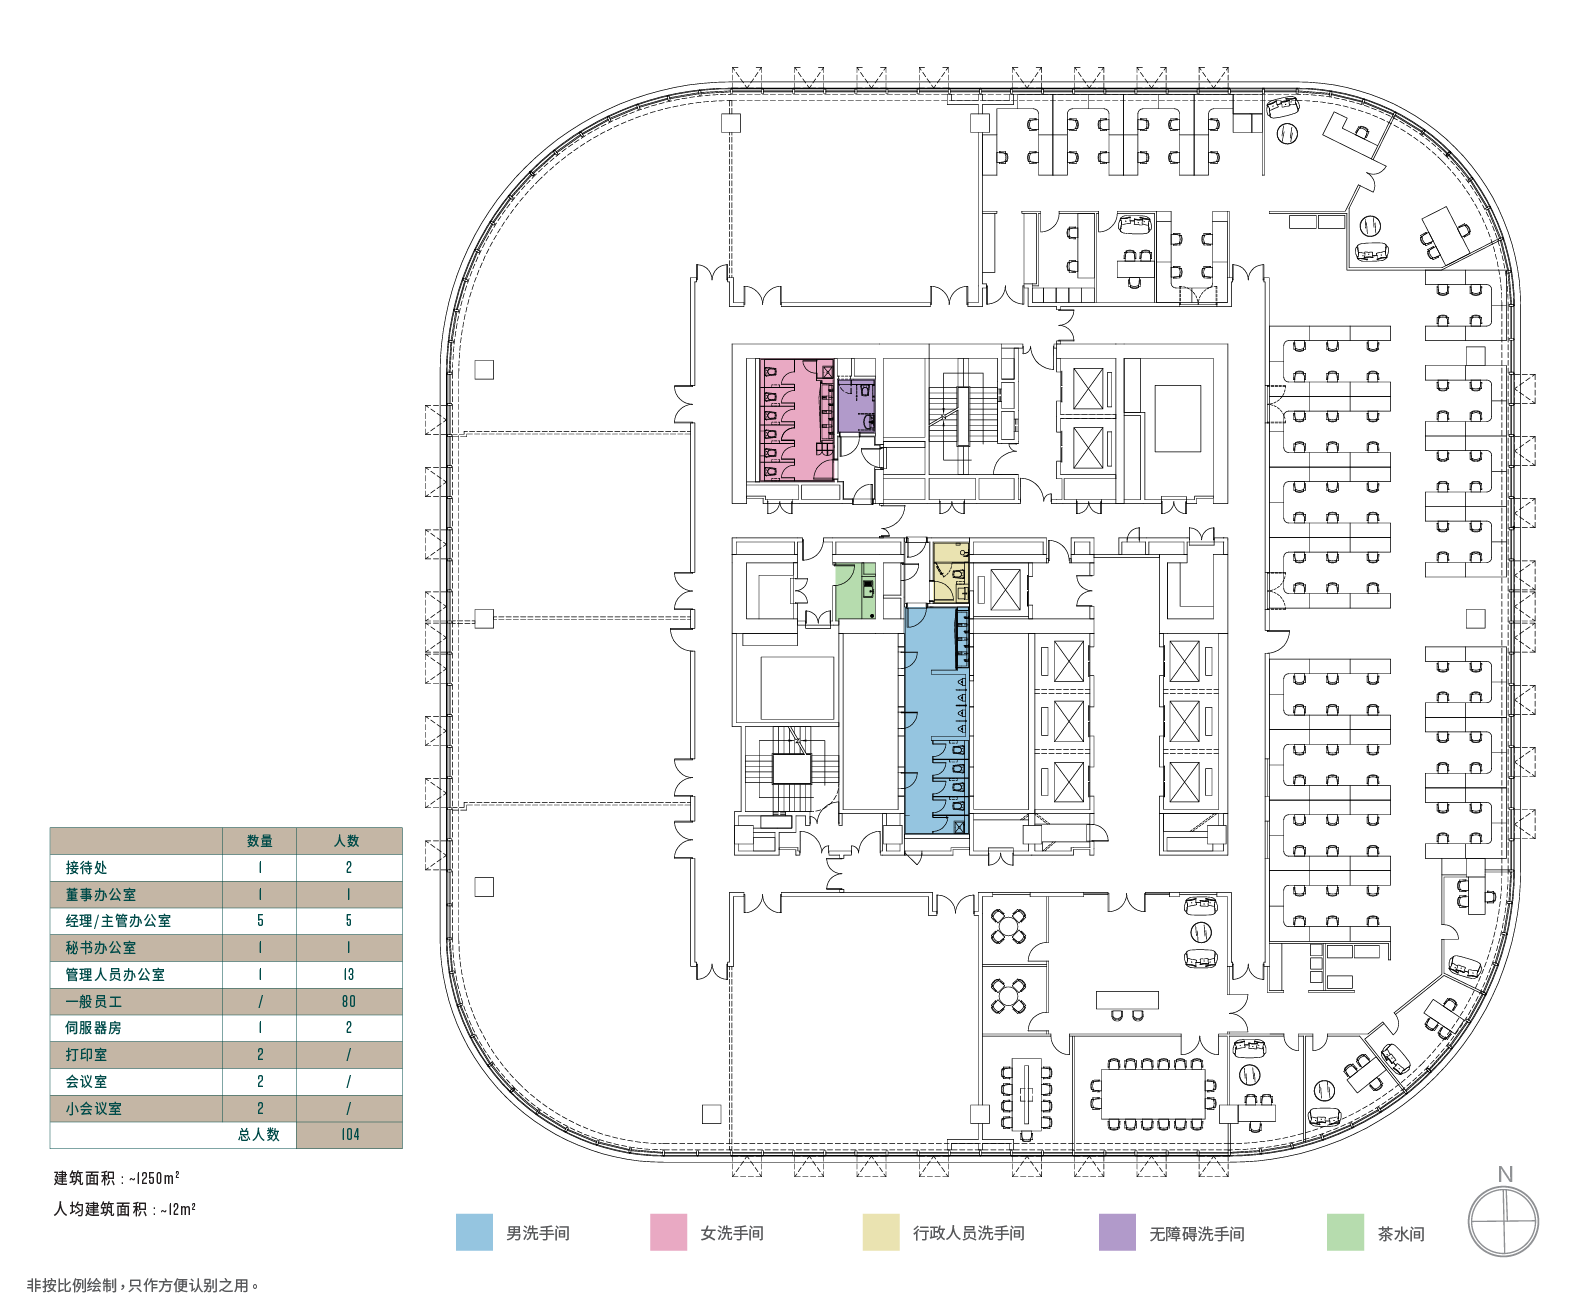 数量 人数
接待处 1 2
董事办公室 1 1
经理/主管办公室 5 5
秘书办公室 1 1
管理人员办公室 1 13
一般员工 / 80
伺服器房 1 2
打印室 2 /
会议室 2 /
小会议室 2 /
总人数 104
建筑面积 : ~1250m²
人均建筑面积 : ~12m²
男洗手间 女洗手间 行政人员洗手间 无障碍洗手间 茶水间
N
非按比例绘制,只作方便认别之用。